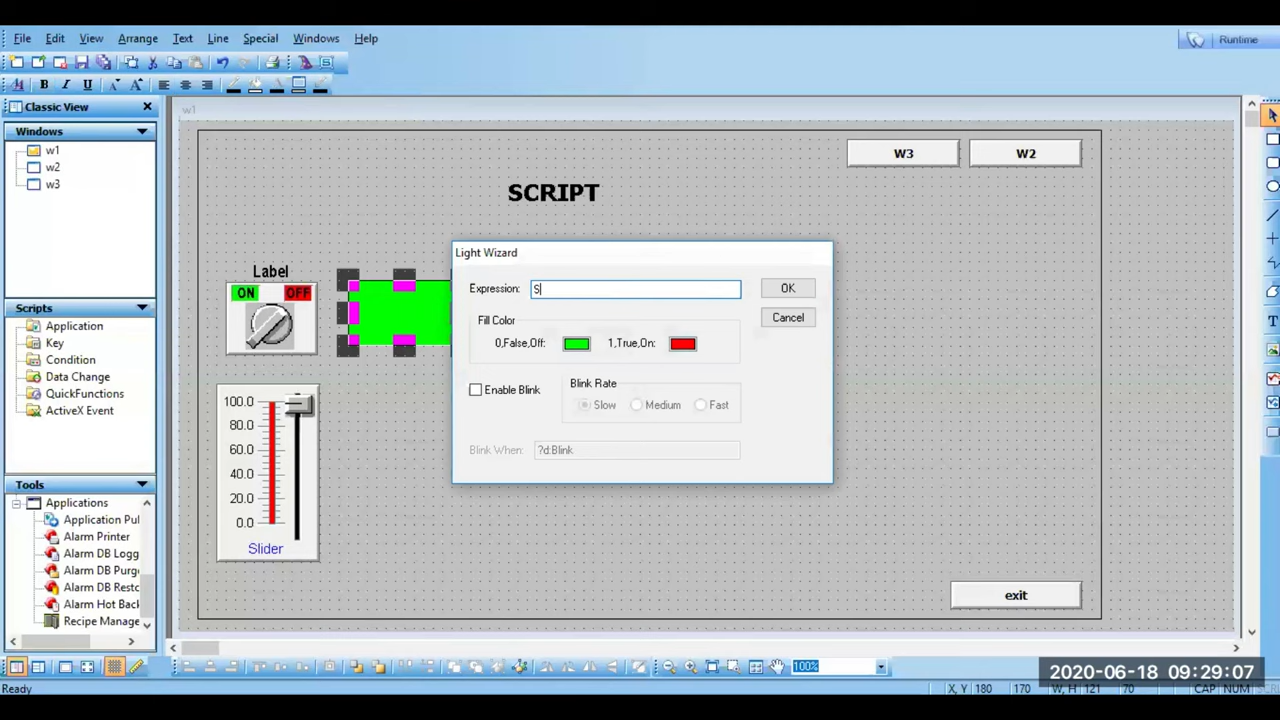 File Edit View Arrange Text Line Special Windows Help
Runtime
B I U
Classic View
w1
Windows
w1
w2
w3
W3 W2
SCRIPT
Label
ON OFF
Light Wizard
Expression: S
OK
Fill Color
Cancel
0,False,Off: 1,True,On:
Enable Blink
Blink Rate
Slow Medium Fast
Blink When: ?d:Blink
Scripts
Application
Key
Condition
Data Change
QuickFunctions
ActiveX Event
100.0
80.0
60.0
40.0
20.0
0.0
Slider
Tools
Applications
Application Pul
Alarm Printer
Alarm DB Logg
Alarm DB Purg
Alarm DB Resto
Alarm Hot Back
Recipe Manage
exit
100%
2020-06-18 09:29:07
Ready
X, Y 180 170 W, H 121 70 CAP NUM